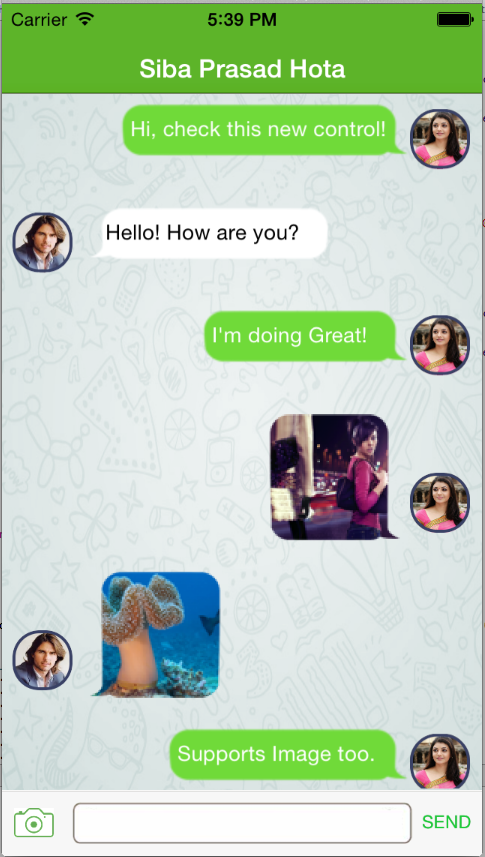 Carrier 5:39 PM
Siba Prasad Hota
Hi, check this new control!
Hello! How are you?
I'm doing Great!
Supports Image too.
SEND